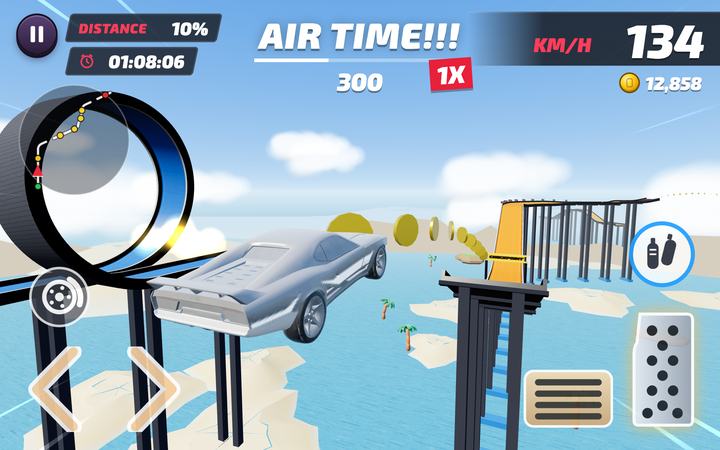 DISTANCE 10%
01:08:06
AIR TIME!!!
300
1X
KM/H 134
12,858